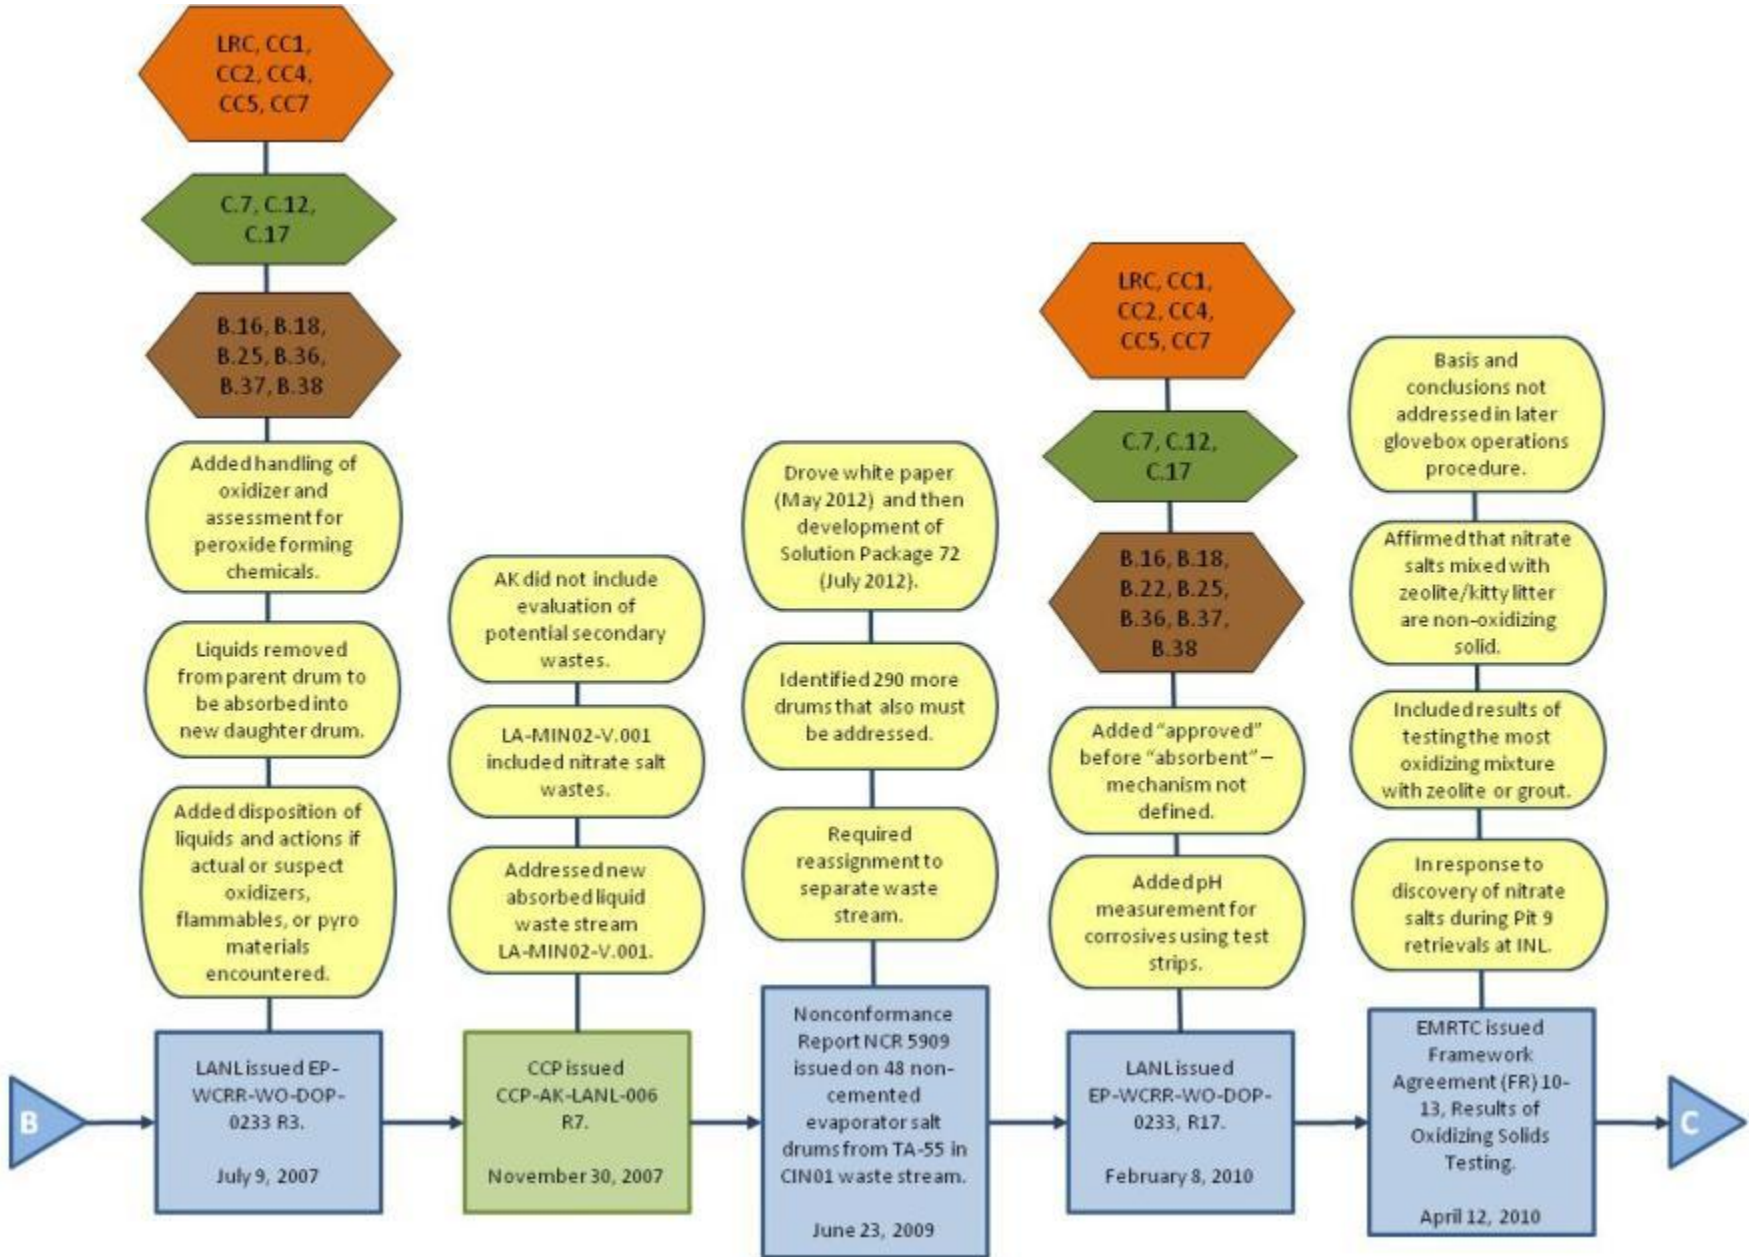 LRC, CC1,
CC2, CC4,
CC5, CC7
C.7, C.12,
C.17
B.16, B.18,
B.25, B.36,
B.37, B.38
Added handling of
oxidizer and
assessment for
peroxide forming
chemicals.
Liquids removed
from parent drum to
be absorbed into
new daughter drum.
Added disposition of
liquids and actions if
actual or suspect
oxidizers,
flammables, or pyro
materials
encountered.
B
LANL issued EP-
WCRR-WO-DOP-
0233 R3.
July 9, 2007
AK did not include
evaluation of
potential secondary
wastes.
LA-MIN02-V.001
included nitrate salt
wastes.
Addressed new
absorbed liquid
waste stream
LA-MIN02-V.001.
CCP issued
CCP-AK-LANL-006
R7.
November 30, 2007
Drove white paper
(May 2012) and then
development of
Solution Package 72
(July 2012).
Identified 290 more
drums that also must
be addressed.
Required
reassignment to
separate waste
stream.
Nonconformance
Report NCR 5909
issued on 48 non-
cemented
evaporator salt
drums from TA-55 in
CIN01 waste stream.
June 23, 2009
LRC, CC1,
CC2, CC4,
CC5, CC7
C.7, C.12,
C.17
B.16, B.18,
B.22, B.25,
B.36, B.37,
B.38
Added “approved”
before “absorbent” –
mechanism not
defined.
Added pH
measurement for
corrosives using test
strips.
LANL issued
EP-WCRR-WO-DOP-
0233, R17.
February 8, 2010
Basis and
conclusions not
addressed in later
glovebox operations
procedure.
Affirmed that nitrate
salts mixed with
zeolite/kitty litter
are non-oxidizing
solid.
Included results of
testing the most
oxidizing mixture
with zeolite or grout.
In response to
discovery of nitrate
salts during Pit 9
retrievals at INL.
EMRTC issued
Framework
Agreement (FR) 10-
13, Results of
Oxidizing Solids
Testing.
April 12, 2010
C